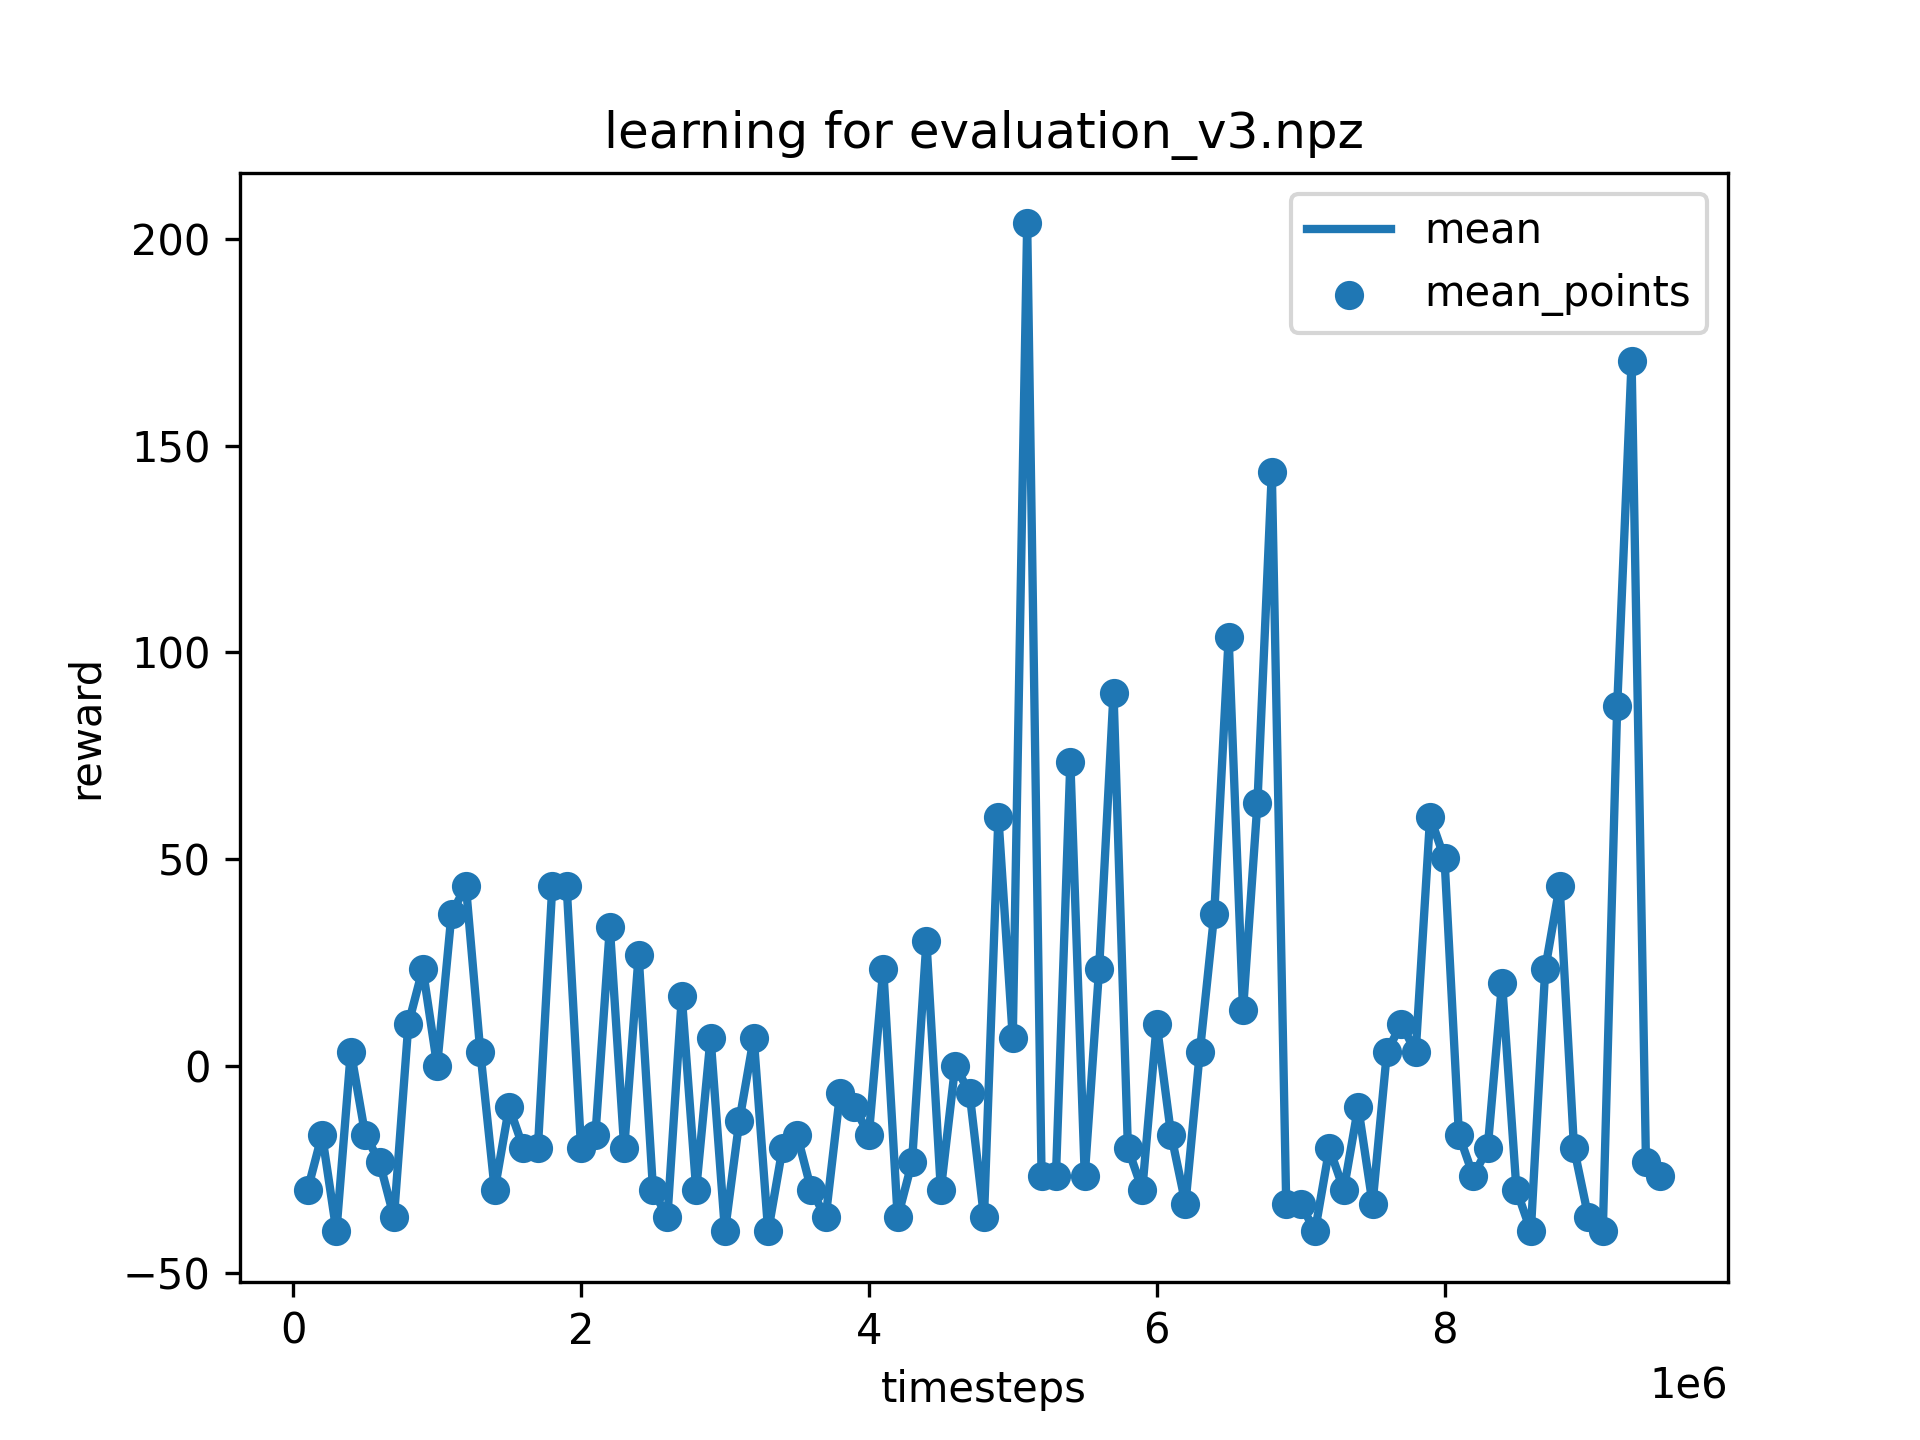 learning for evaluation_v3.npz
mean
mean_points
200
150
100
50
0
−50
reward
0 2 4 6 8
1e6
timesteps